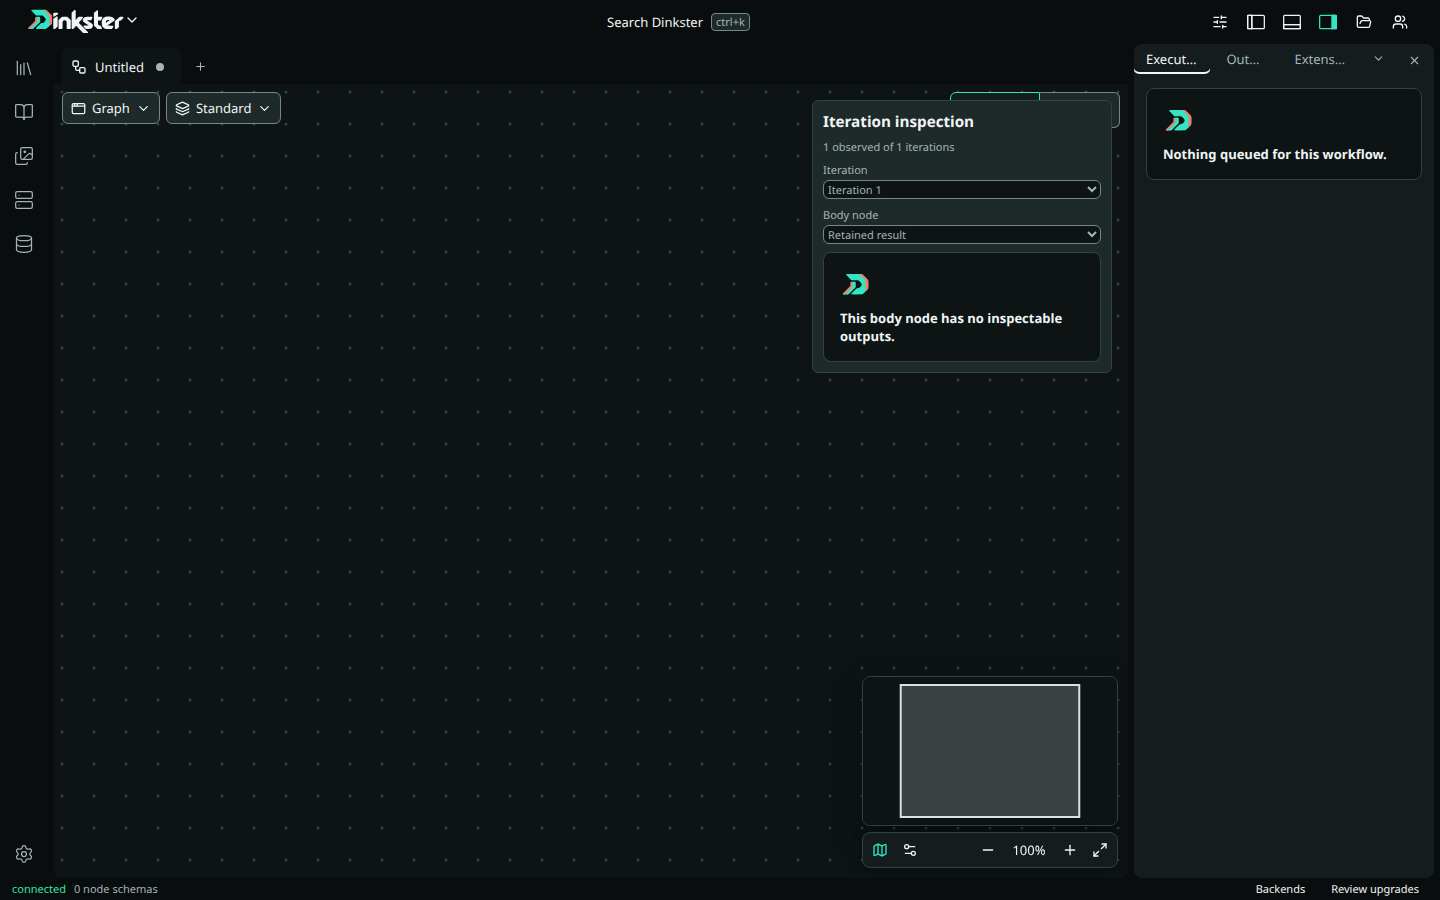 Dinkster
Search Dinkster ctrl+k
Untitled
Execut... Out... Extens...
Graph
Standard
Iteration inspection
1 observed of 1 iterations
Iteration
Iteration 1
Body node
Retained result
This body node has no inspectable
outputs.
Nothing queued for this workflow.
100%
connected 0 node schemas
Backends Review upgrades